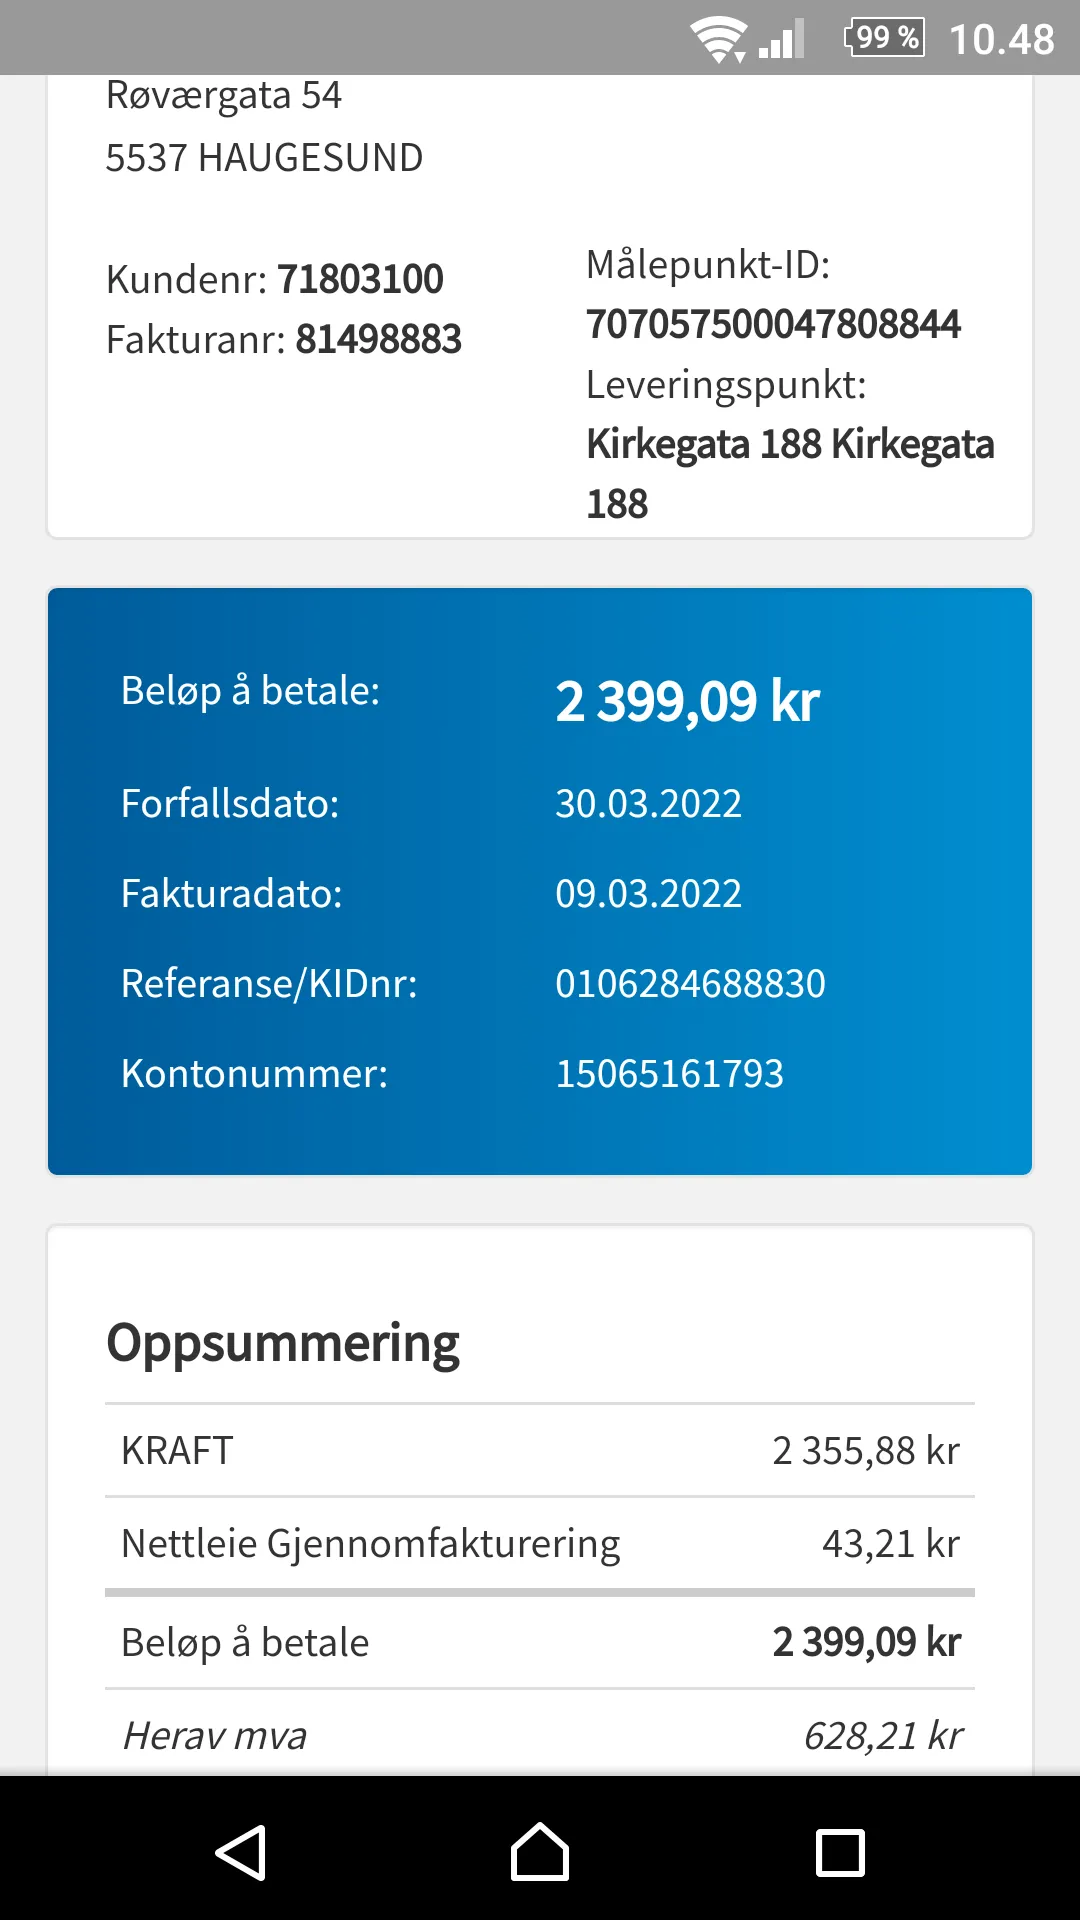 99 % 10.48
Røværgata 54
5537 HAUGESUND
Kundenr: 71803100
Fakturanr: 81498883
Målepunkt-ID:
707057500047808844
Leveringspunkt:
Kirkegata 188 Kirkegata
188
Beløp å betale: 2 399,09 kr
Forfallsdato: 30.03.2022
Fakturadato: 09.03.2022
Referanse/KIDnr: 0106284688830
Kontonummer: 15065161793
Oppsummering
KRAFT 2 355,88 kr
Nettleie Gjennomfakturering 43,21 kr
Beløp å betale 2 399,09 kr
Herav mva 628,21 kr